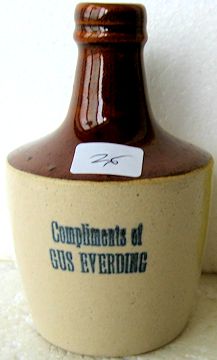 26
Compliments of
GUS EVERDING